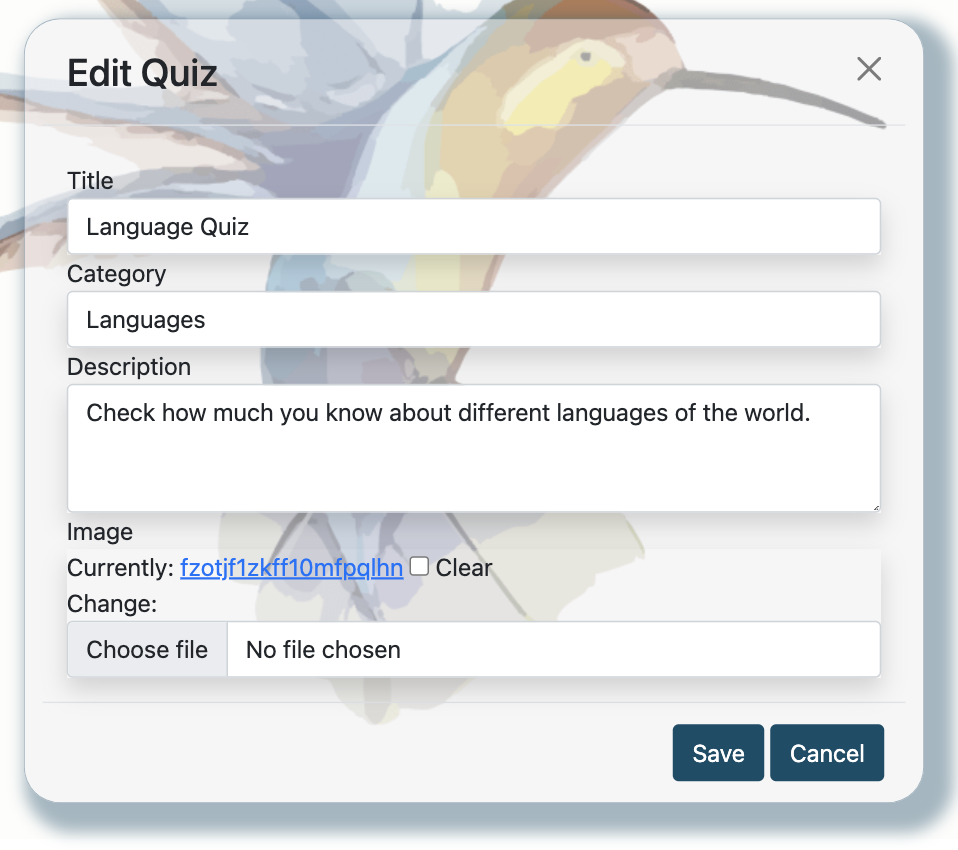 Edit Quiz
Title
Language Quiz
Category
Languages
Description
Check how much you know about different languages of the world.
Image
Currently: fzotjf1zkff10mfpqlhn Clear
Change:
Choose file No file chosen
Save Cancel